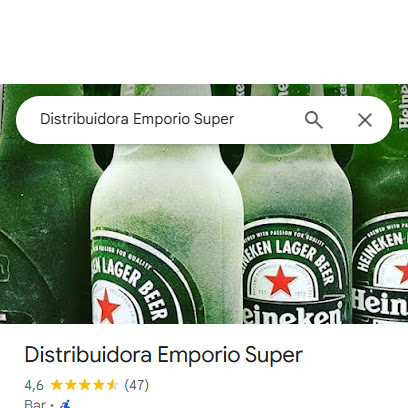 Distribuidora Emporio Super
BREWED WITH PASSION FOR QUALITY
HEINEKEN LAGER BEER
Heineken
Distribuidora Emporio Super
4,6 (47)
Bar ·